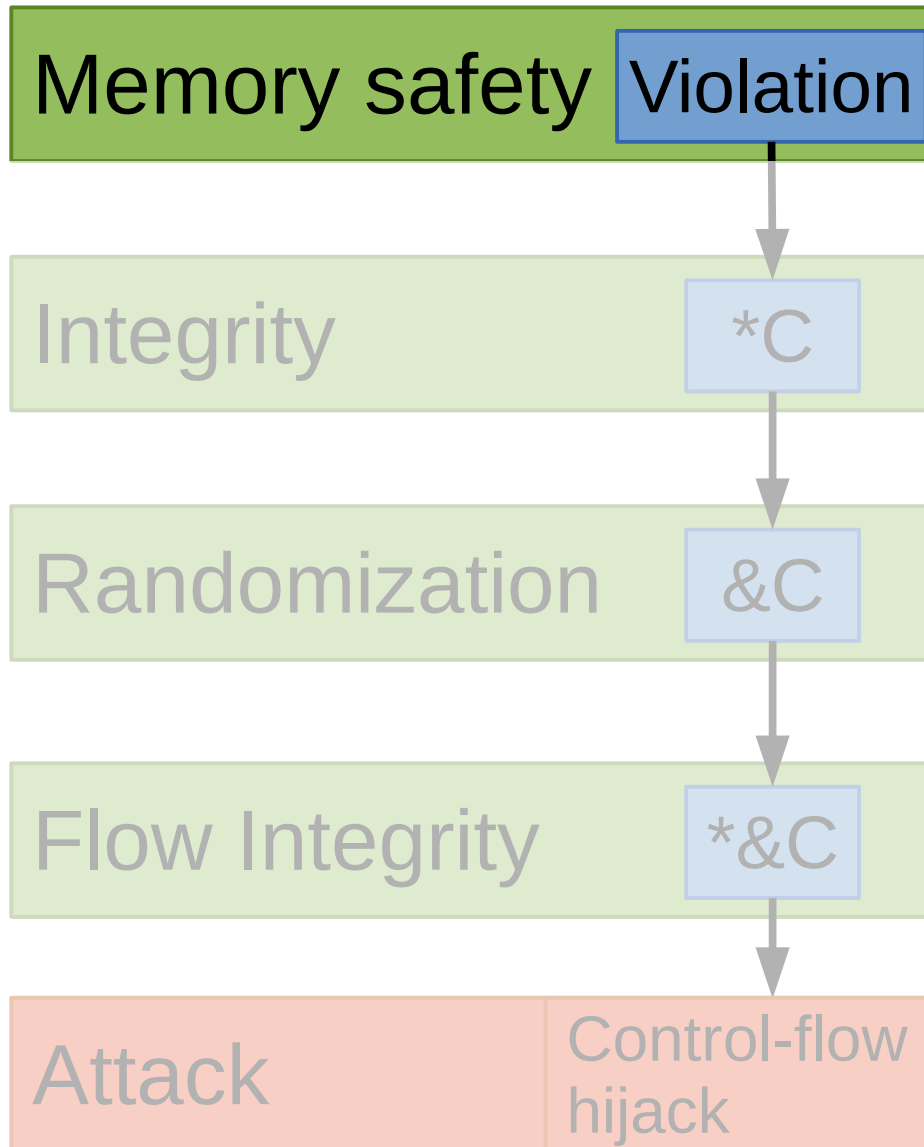 Memory safety Violation
Integrity *C
Randomization &C
Flow Integrity *&C
Attack
Control-flow
hijack